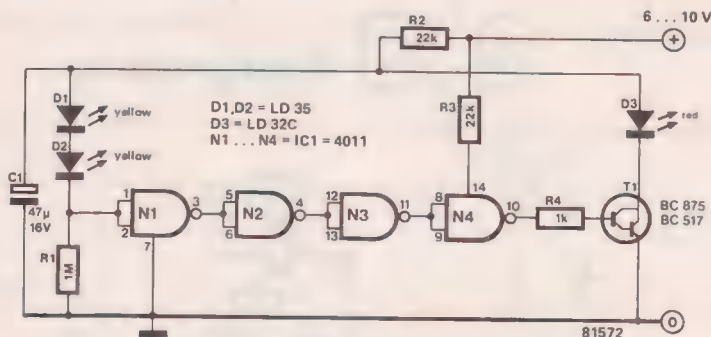 R2
22k
6 ... 10 V
+
D1
yellow
D2
yellow
D1,D2 = LD 35
D3 = LD 32C
N1 ... N4 = IC1 = 4011
R3
22k
D3
red
C1
47µ
16V
1
2
N1
3
7
5
6
N2
4
12
13
N3
11
8
9
14
N4
10
R4
1k
T1
BC 875
BC 517
R1
1M
0
81572